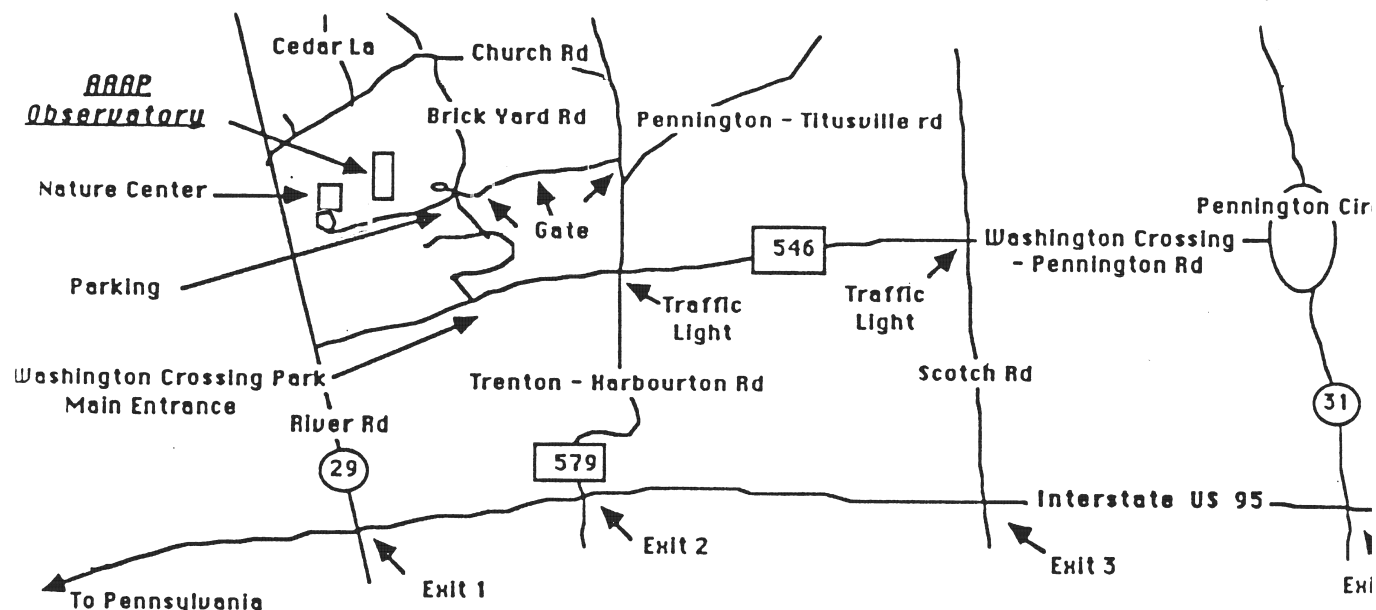 Cedar La
Church Rd
AAAP
Observatory
Brick Yard Rd
Pennington - Titusville rd
Nature Center
Gate
Pennington Circ
546
Washington Crossing
- Pennington Rd
Parking
Traffic
Light
Traffic
Light
Washington Crossing Park
Main Entrance
Trenton - Harbourton Rd
Scotch Rd
River Rd
31
29
579
Interstate US 95
Exit 2
Exit 3
Exit 1
Exi
To Pennsylvania